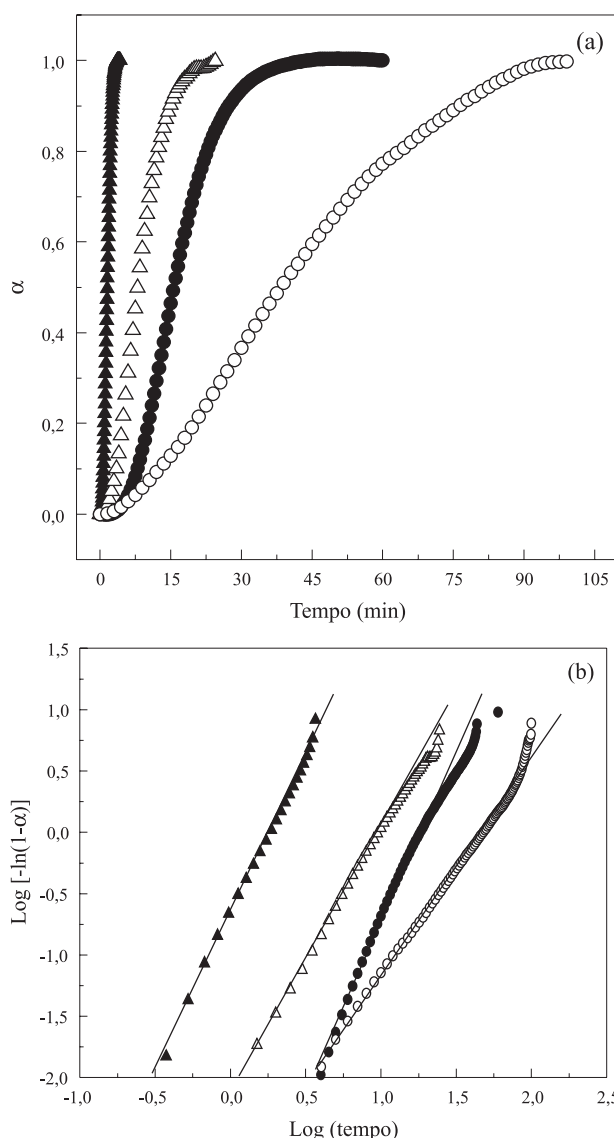 (a)
1,0
0,8
0,6
0,4
0,2
0,0
α
0 15 30 45 60 75 90 105
Tempo (min)
(b)
1,5
1,0
0,5
0,0
-0,5
-1,0
-1,5
-2,0
Log [-ln(1-α)]
-1,0 -0,5 0,0 0,5 1,0 1,5 2,0 2,5
Log (tempo)